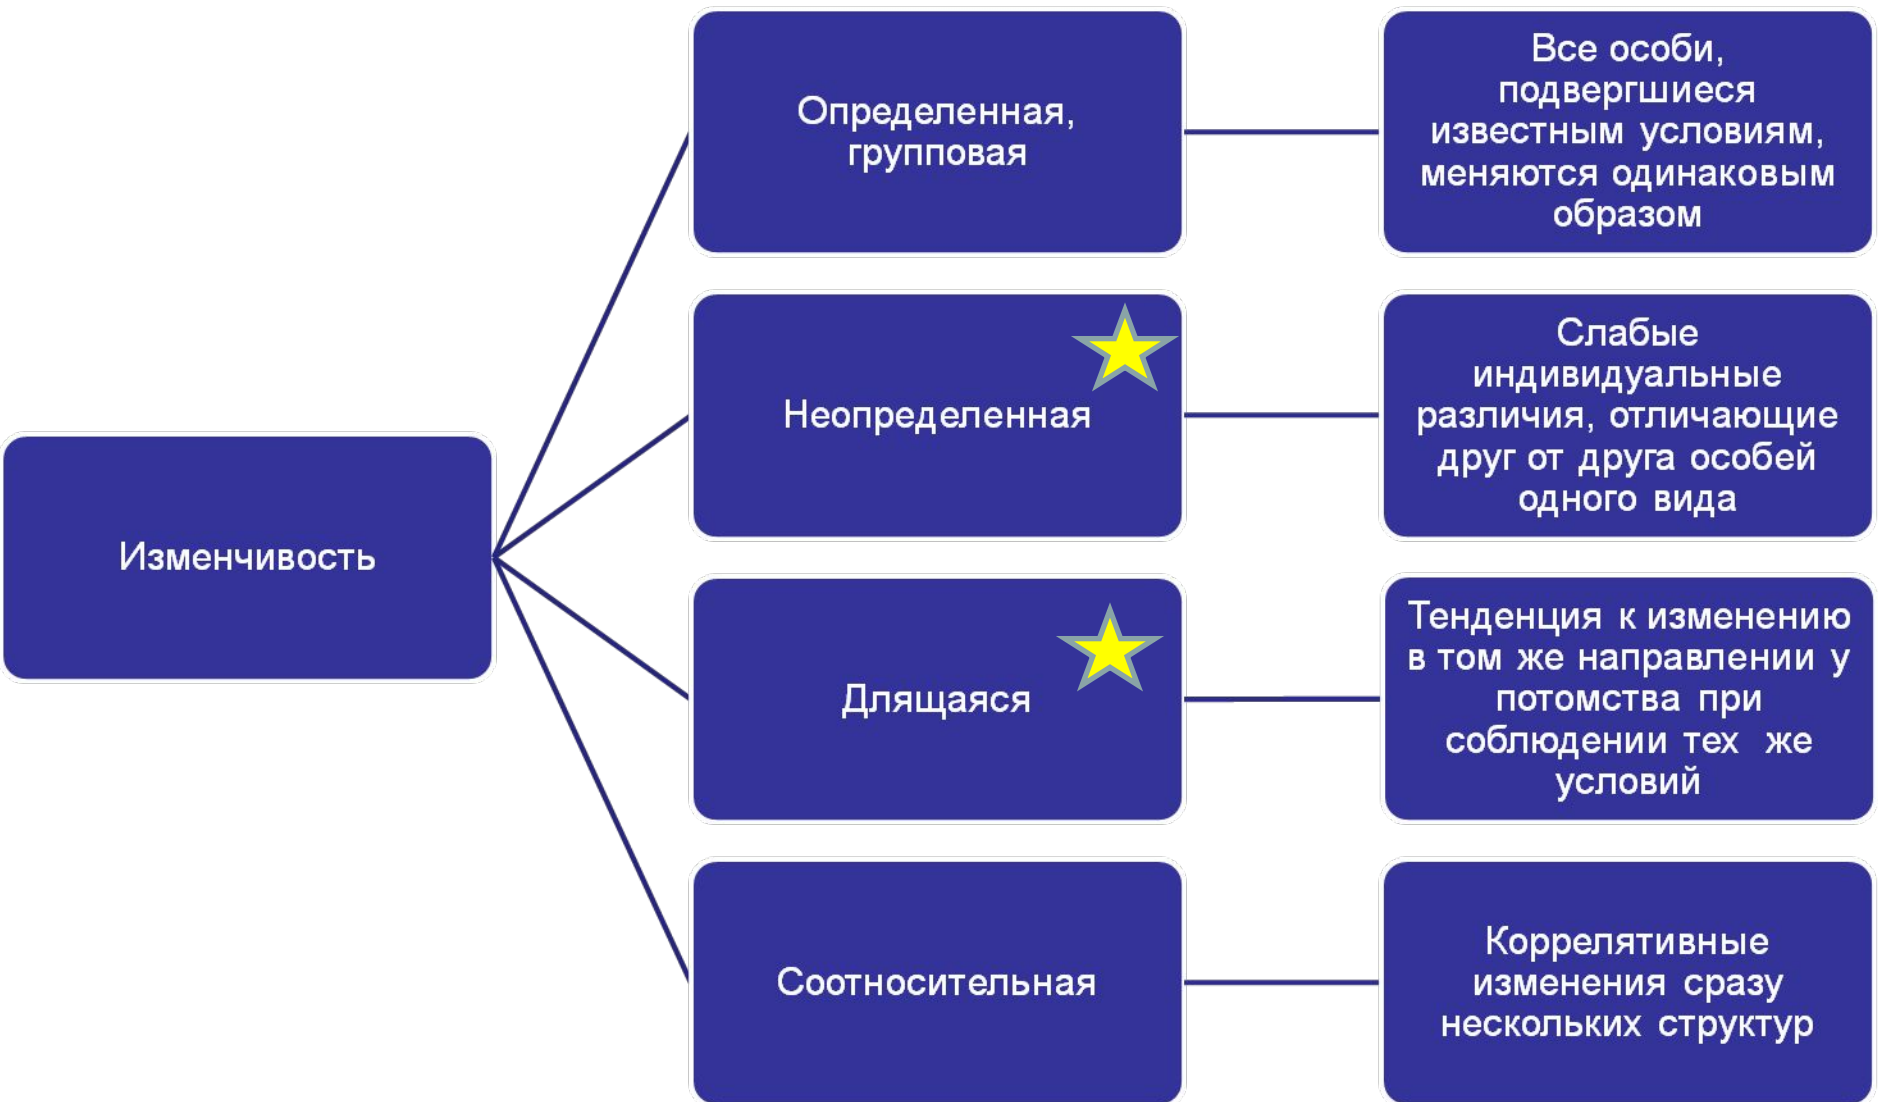 Изменчивость
Определенная,
групповая
Все особи,
подвергшиеся
известным условиям,
меняются одинаковым
образом
Неопределенная
Слабые
индивидуальные
различия, отличающие
друг от друга особей
одного вида
Длящаяся
Тенденция к изменению
в том же направлении у
потомства при
соблюдении тех же
условий
Соотносительная
Коррелятивные
изменения сразу
нескольких структур